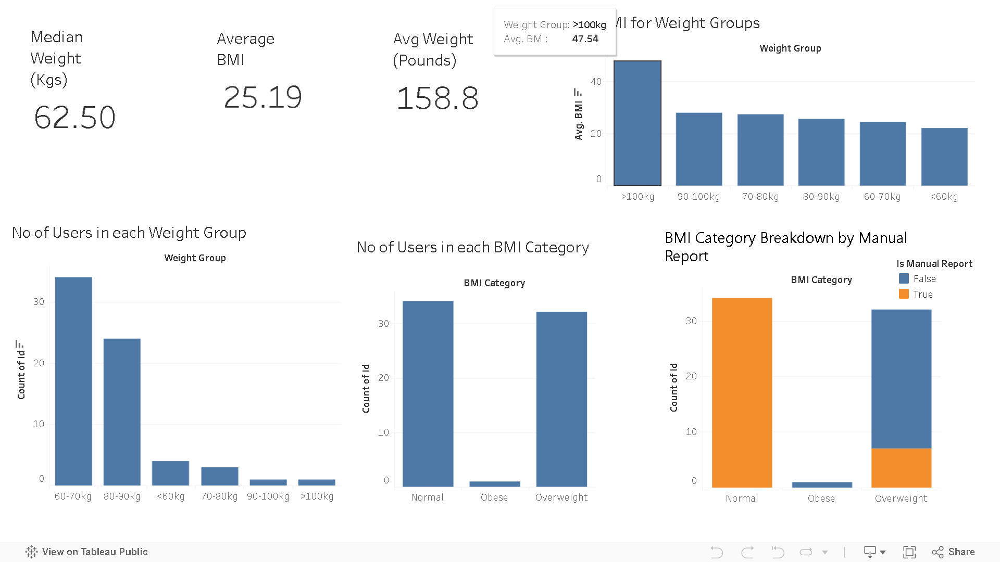 Median
Weight
(Kgs)
62.50
Average
BMI
25.19
Avg Weight
(Pounds)
158.8
Weight Group: >100kg
Avg. BMI: 47.54
MI for Weight Groups
Weight Group
Avg. BMI
40
20
0
>100kg 90-100kg 70-80kg 80-90kg 60-70kg <60kg
No of Users in each Weight Group
Weight Group
Count of Id
30
20
10
0
60-70kg 80-90kg <60kg 70-80kg 90-100kg >100kg
No of Users in each BMI Category
BMI Category
Count of Id
30
20
10
0
Normal Obese Overweight
BMI Category Breakdown by Manual
Report
Is Manual Report
False
True
BMI Category
Count of Id
30
20
10
0
Normal Obese Overweight
View on Tableau Public
Share